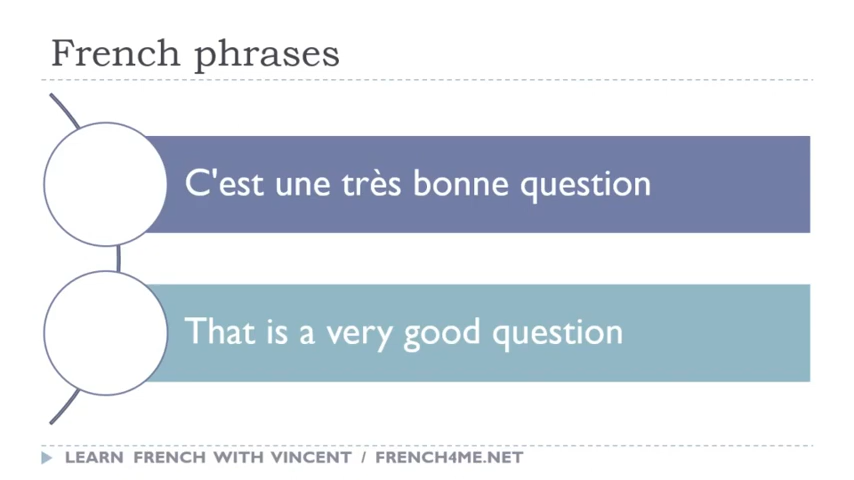 French phrases
C'est une très bonne question
That is a very good question
LEARN FRENCH WITH VINCENT / FRENCH4ME.NET